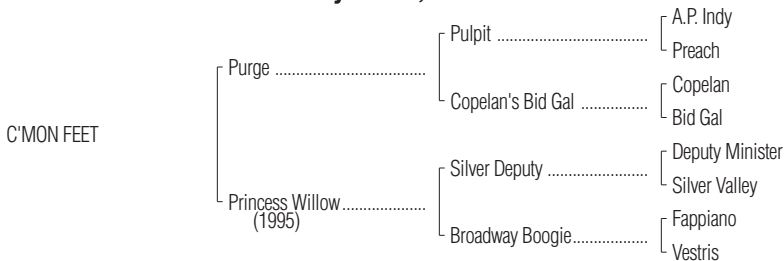 A.P. Indy
Pulpit
Preach
Purge
Copelan
Copelan's Bid Gal
Bid Gal
C'MON FEET
Deputy Minister
Silver Deputy
Silver Valley
Princess Willow
(1995)
Fappiano
Broadway Boogie
Vestris